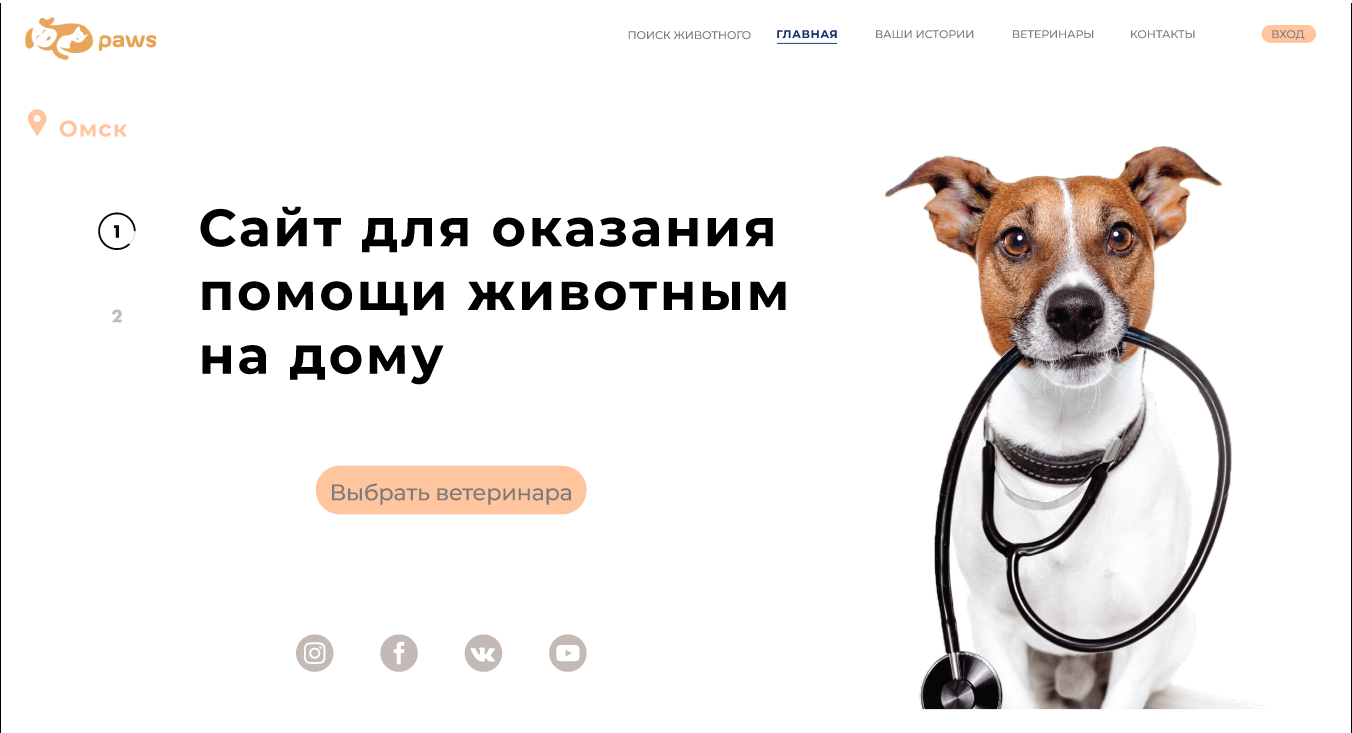 paws
ПОИСК ЖИВОТНОГО ГЛАВНАЯ ВАШИ ИСТОРИИ ВЕТЕРИНАРЫ КОНТАКТЫ ВХОД
Омск
1
Сайт для оказания
помощи животным
на дому
2
Выбрать ветеринара